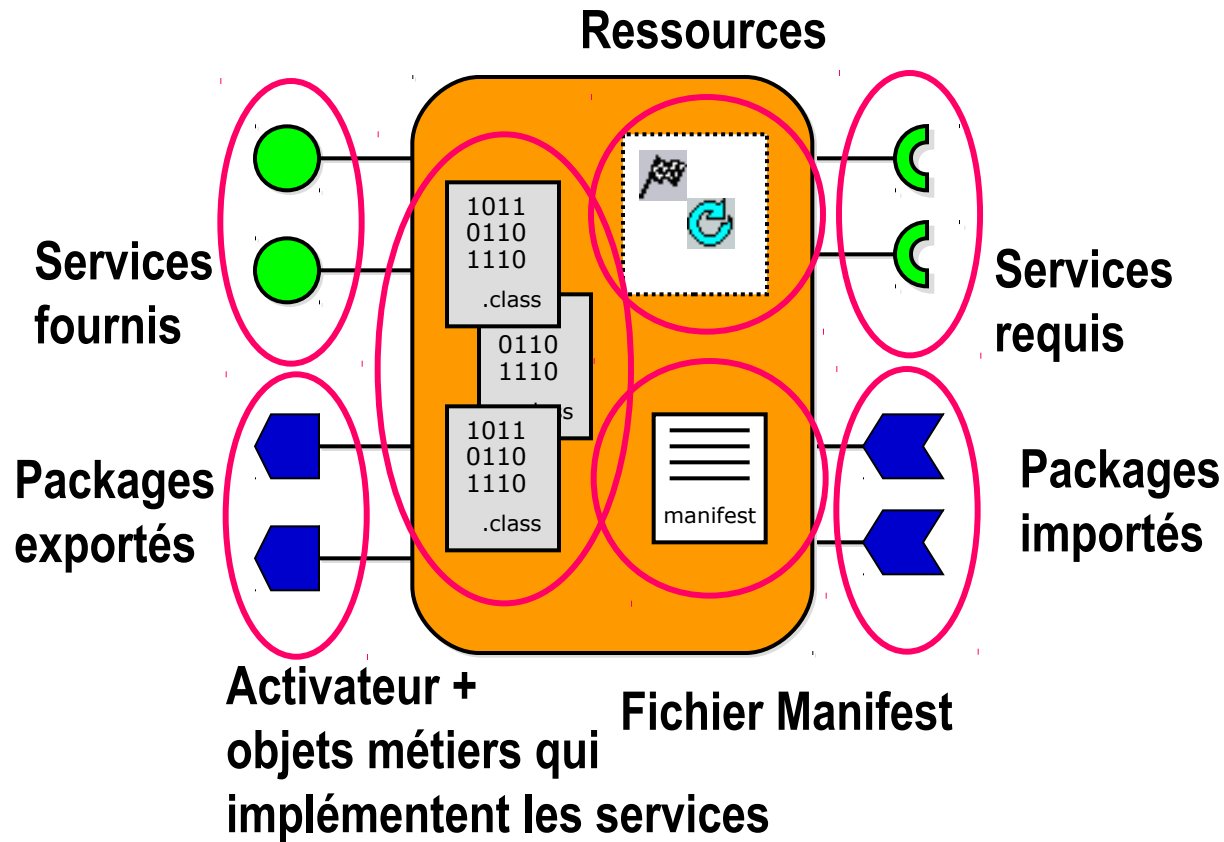 Ressources
Services
fournis
Packages
exportés
1011
0110
1110
.class
0110
1110
1011
0110
1110
.class
manifest
Services
requis
Packages
importés
Activateur +
objets métiers qui
implémentent les services
Fichier Manifest